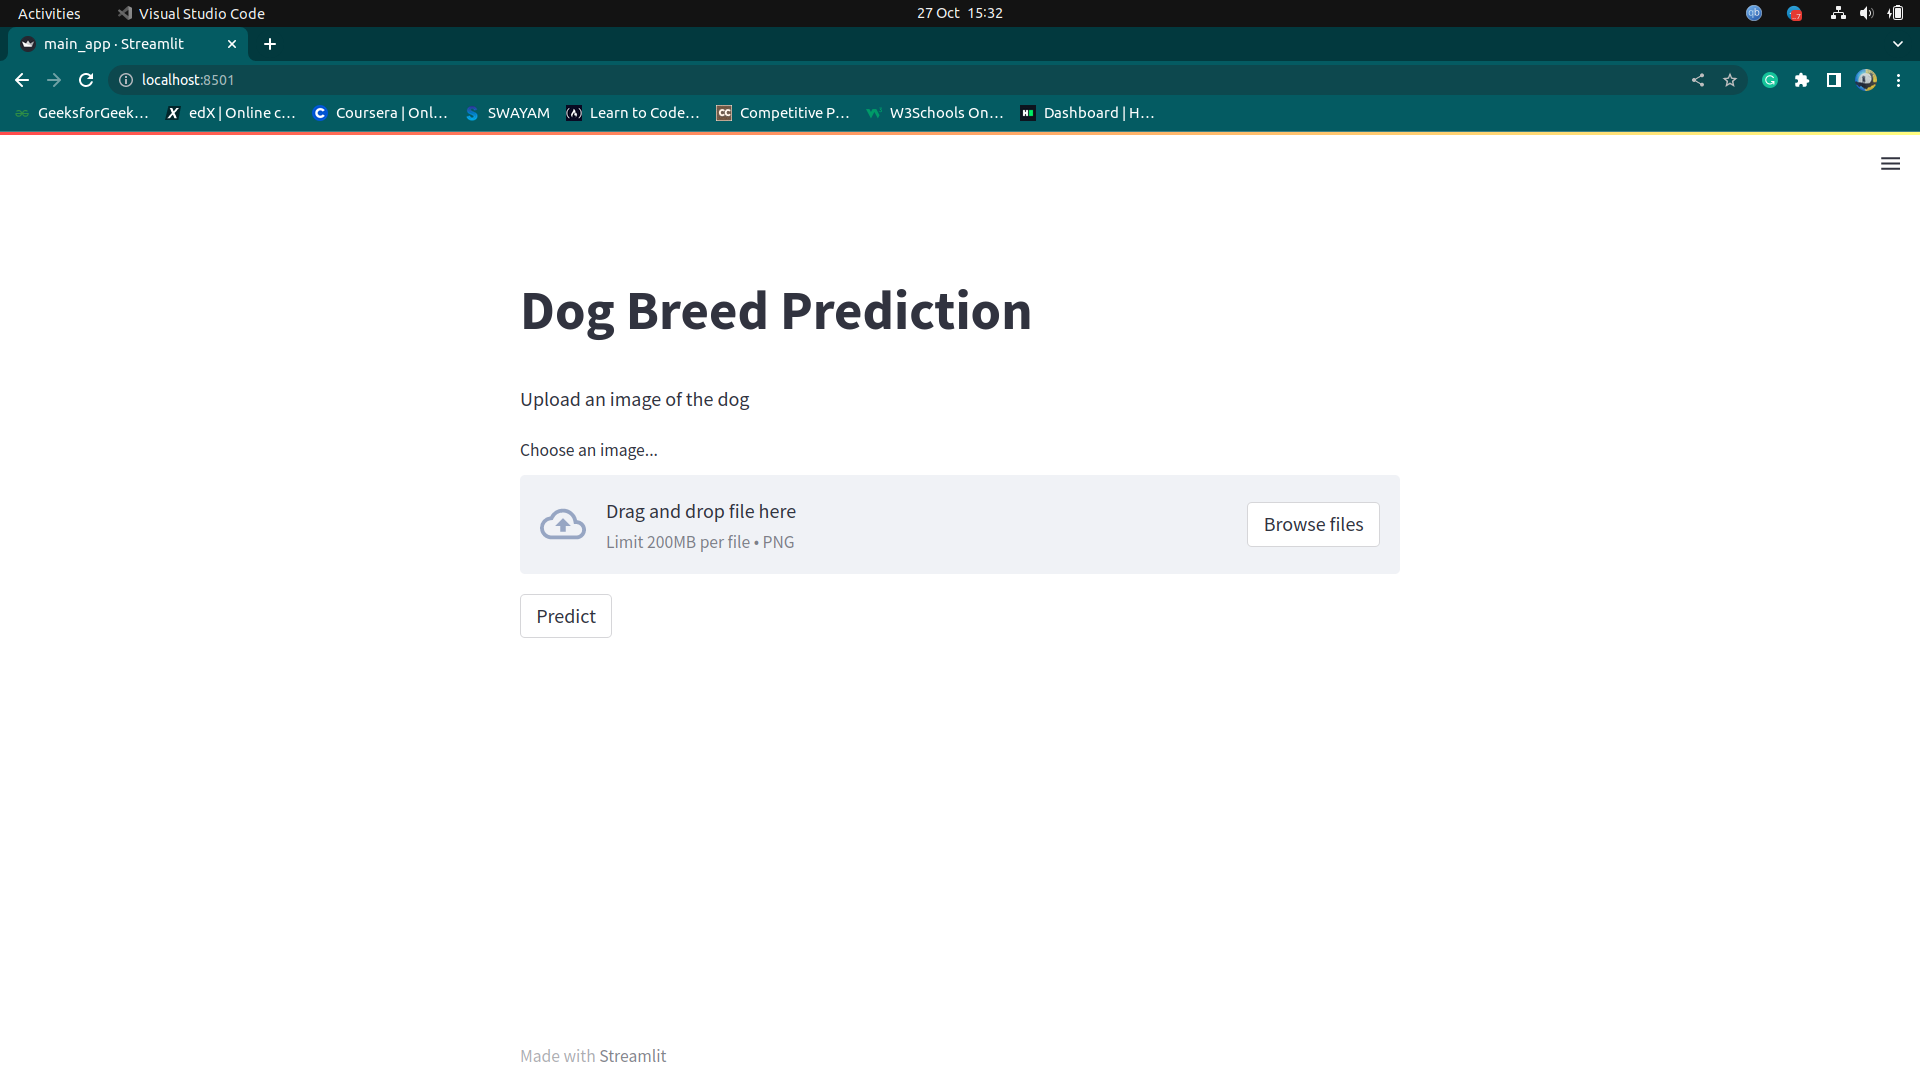 Activities
Visual Studio Code
27 Oct 15:32
main_app · Streamlit
localhost:8501
GeeksforGeek...
edX | Online c...
Coursera | Onl...
SWAYAM
Learn to Code...
Competitive P...
W3Schools On...
Dashboard | H...
Dog Breed Prediction
Upload an image of the dog
Choose an image...
Drag and drop file here
Limit 200MB per file • PNG
Browse files
Predict
Made with Streamlit